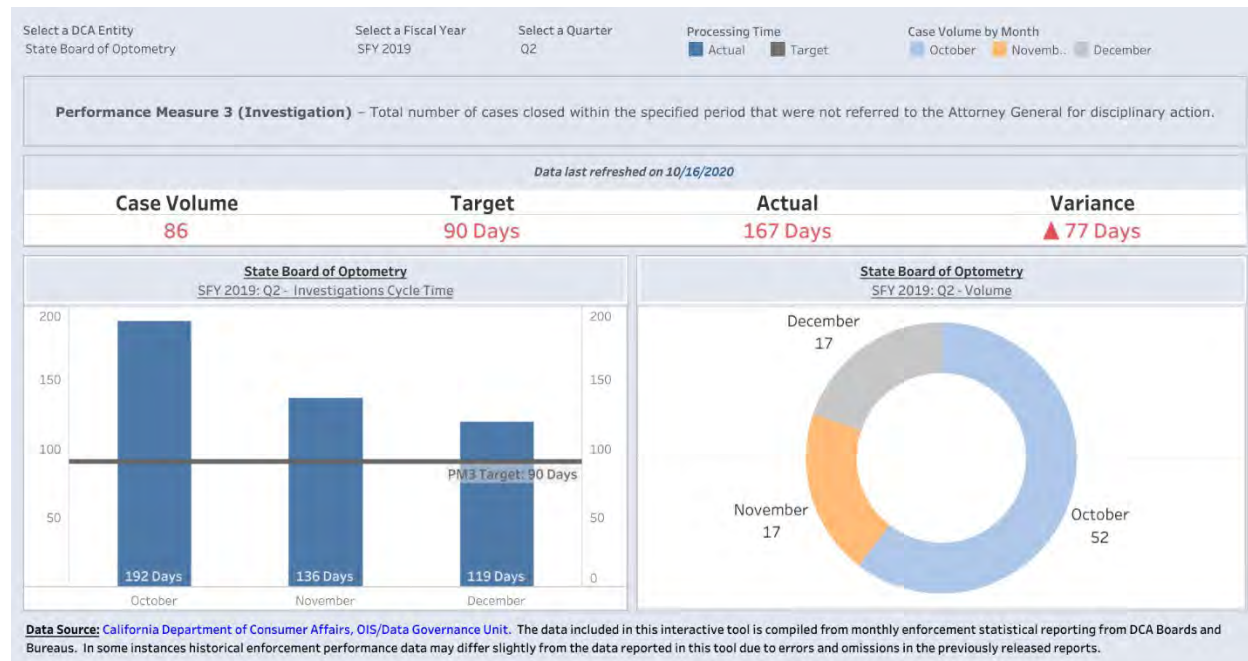 Select a DCA Entity
State Board of Optometry
Select a Fiscal Year
SFY 2019
Select a Quarter
Q2
Processing Time
Actual Target
Case Volume by Month
October Novemb.. December
Performance Measure 3 (Investigation) – Total number of cases closed within the specified period that were not referred to the Attorney General for disciplinary action.
Data last refreshed on 10/16/2020
Case Volume Target Actual Variance
86 90 Days 167 Days ▲ 77 Days
State Board of Optometry
SFY 2019: Q2 - Investigations Cycle Time
200 200
150 150
100 100
PM3 Target: 90 Days
50 50
0
192 Days 136 Days 119 Days
October November December
State Board of Optometry
SFY 2019: Q2 - Volume
December
17
November
17
October
52
Data Source: California Department of Consumer Affairs, OIS/Data Governance Unit. The data included in this interactive tool is compiled from monthly enforcement statistical reporting from DCA Boards and
Bureaus. In some instances historical enforcement performance data may differ slightly from the data reported in this tool due to errors and omissions in the previously released reports.